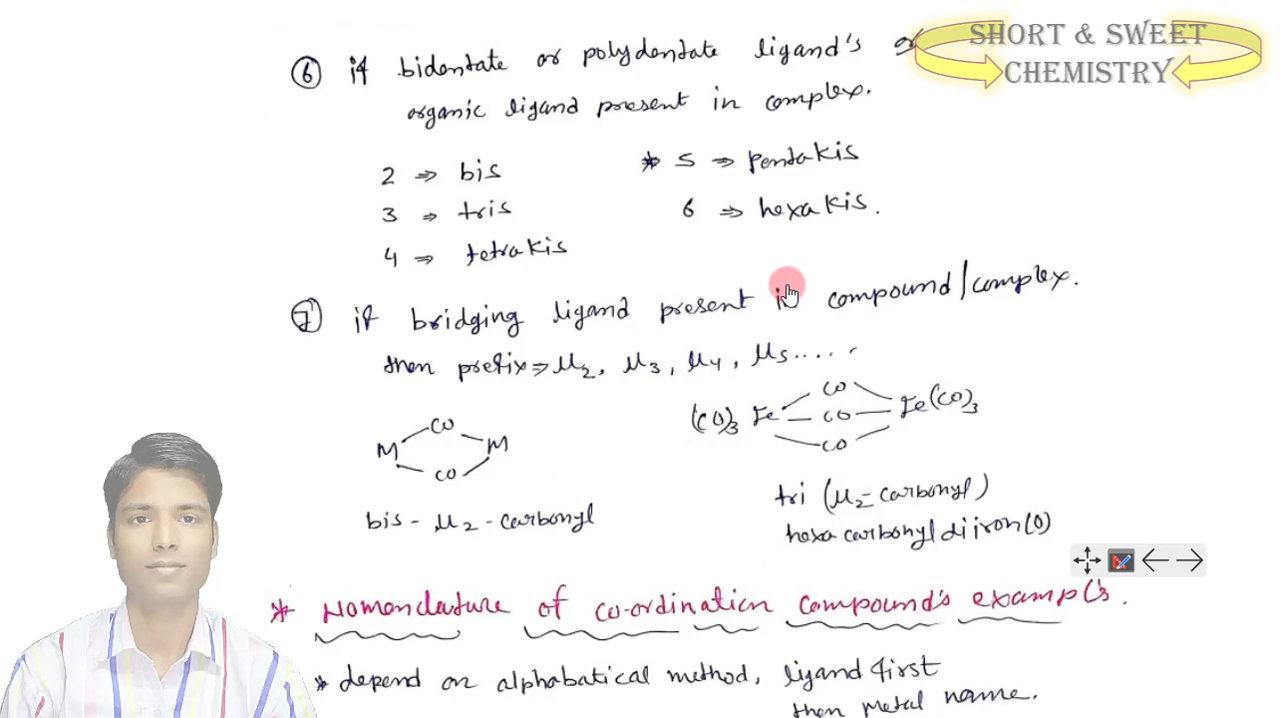 SHORT & SWEET
CHEMISTRY
⑥ if bidentate or polydentate ligand's or
organic ligand present in complex.
2 ⇒ bis
* 5 ⇒ pentakis
3 ⇒ tris
6 ⇒ hexakis.
4 ⇒ tetrakis
⑦ if bridging ligand present in compound/complex.
then prefix ⇒ μ2, μ3, μ4, μ5.....
CO
M M
CO
CO
(CO)3 Fe CO Fe(CO)3
CO
bis - μ2 - carbonyl
tri (μ2-carbonyl)
hexa carbonyl di iron(0)
* Nomenclature of co-ordination compound's exampl's.
* depend on alphabatical method, ligand first
then metal name.